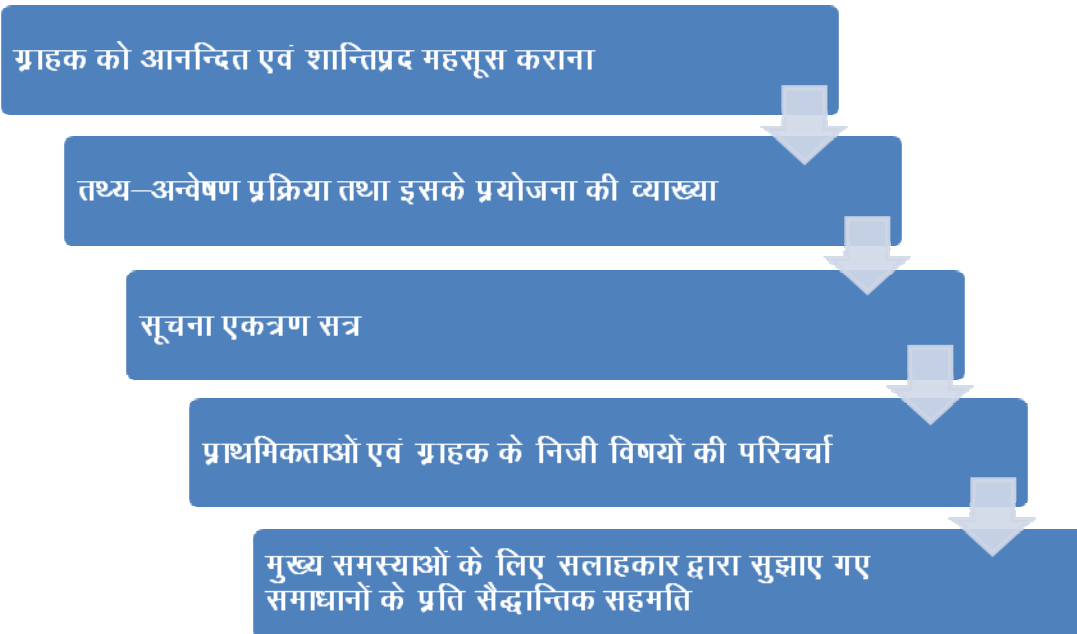 ग्राहक को आनन्दित एवं शान्तिप्रद महसूस कराना
तथ्य–अन्वेषण प्रक्रिया तथा इसके प्रयोजना की व्याख्या
सूचना एकत्रण सत्र
प्राथमिकताओं एवं ग्राहक के निजी विषयों की परिचर्चा
मुख्य समस्याओं के लिए सलाहकार द्वारा सुझाए गए
समाधानों के प्रति सैद्धान्तिक सहमति